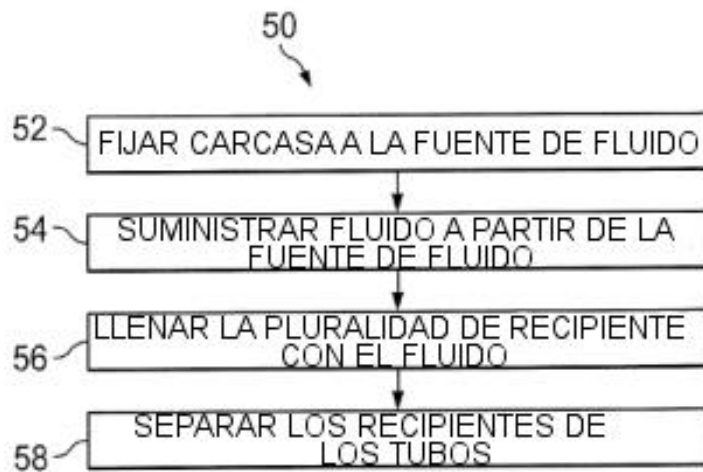 50
52
FIJAR CARCASA A LA FUENTE DE FLUIDO
54
SUMINISTRAR FLUIDO A PARTIR DE LA
FUENTE DE FLUIDO
56
LLENAR LA PLURALIDAD DE RECIPIENTE
CON EL FLUIDO
58
SEPARAR LOS RECIPIENTES DE
LOS TUBOS